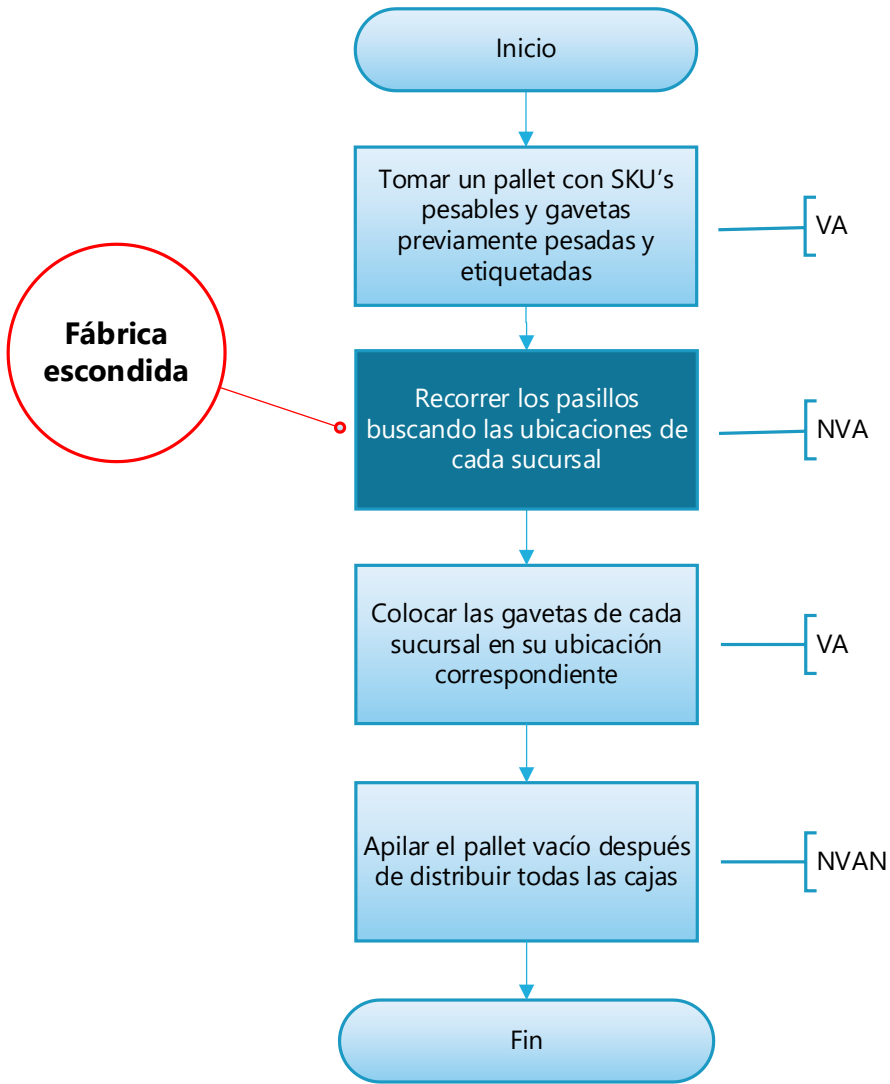 Inicio
Tomar un pallet con SKU’s
pesables y gavetas
previamente pesadas y
etiquetadas
VA
Fábrica
escondida
Recorrer los pasillos
buscando las ubicaciones de
cada sucursal
NVA
Colocar las gavetas de cada
sucursal en su ubicación
correspondiente
VA
Apilar el pallet vacío después
de distribuir todas las cajas
NVAN
Fin